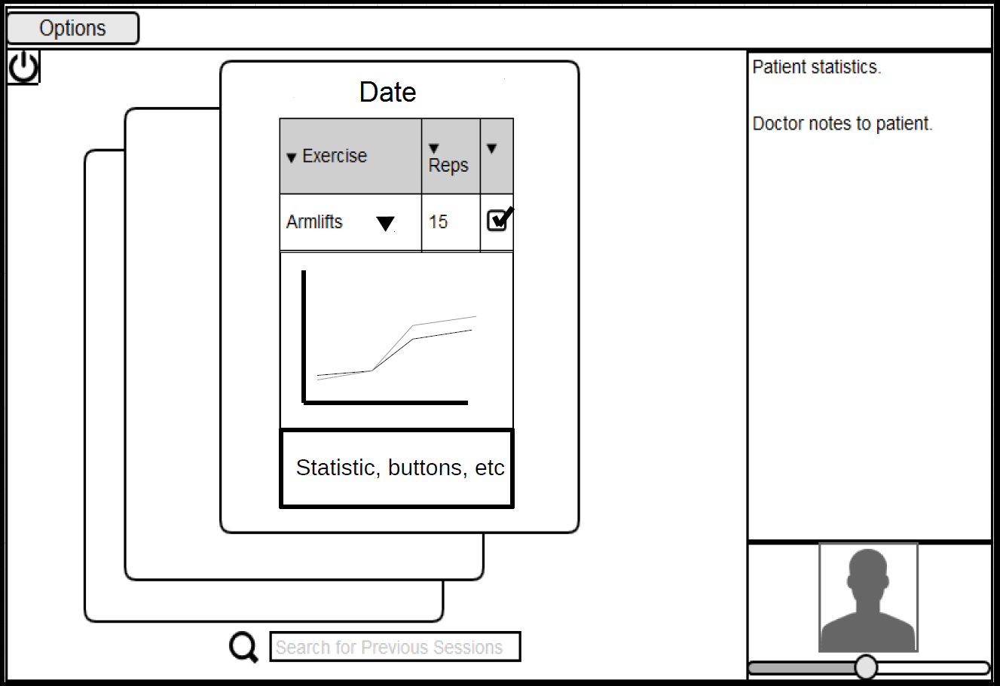 Options
Date
Exercise
Reps
Armlifts
15
Statistic, buttons, etc
Search for Previous Sessions
Patient statistics.
Doctor notes to patient.